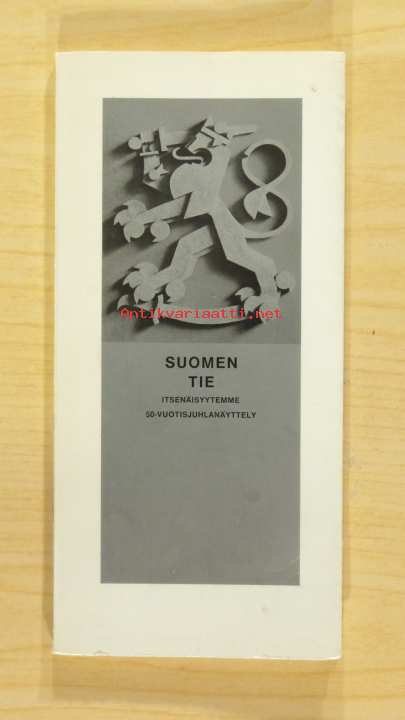 Antikvariaatti.net
SUOMEN
TIE
ITSENÄISYYTEMME
50-VUOTISJUHLANÄYTTELY